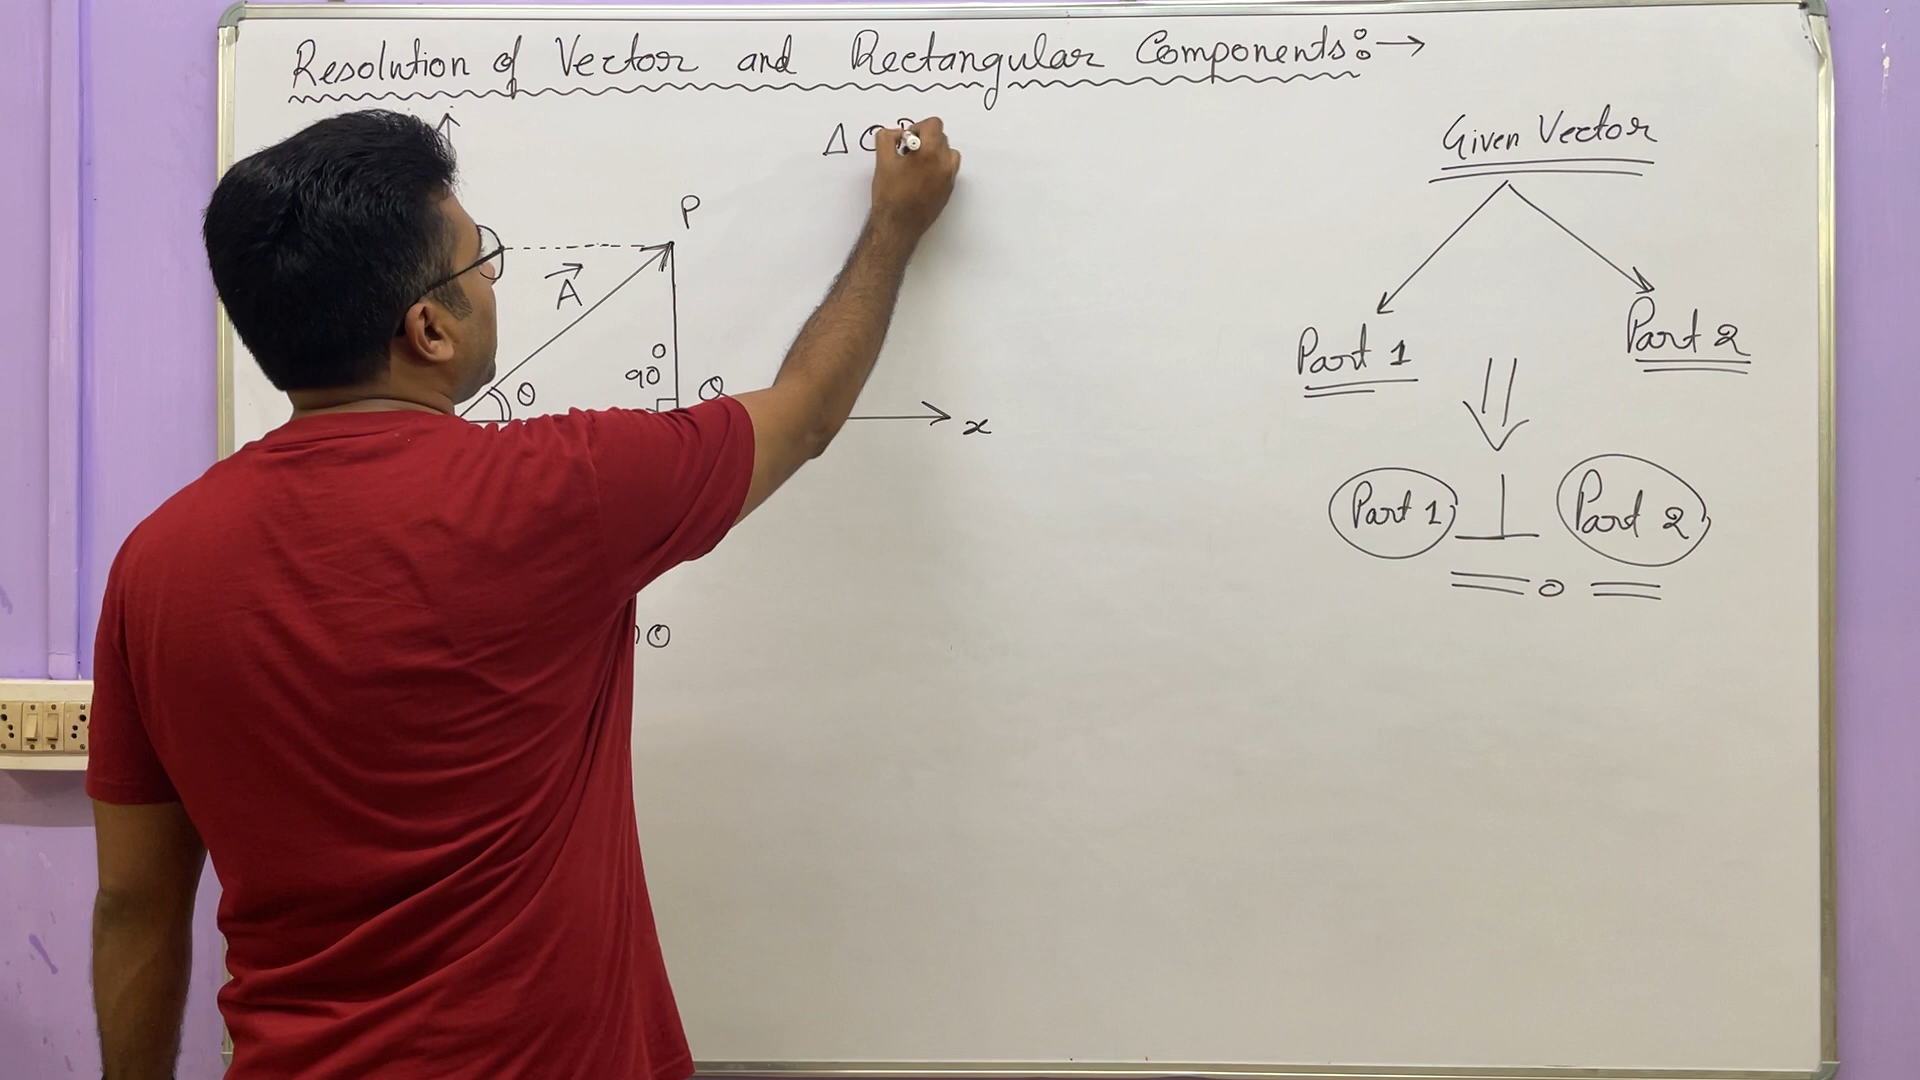 Resolution of Vector and Rectangular Components:→
Δ O P
Given Vector
P
A
Part 1
Part 2
90°
θ
Q
x
Part 1 ⊥ Part 2